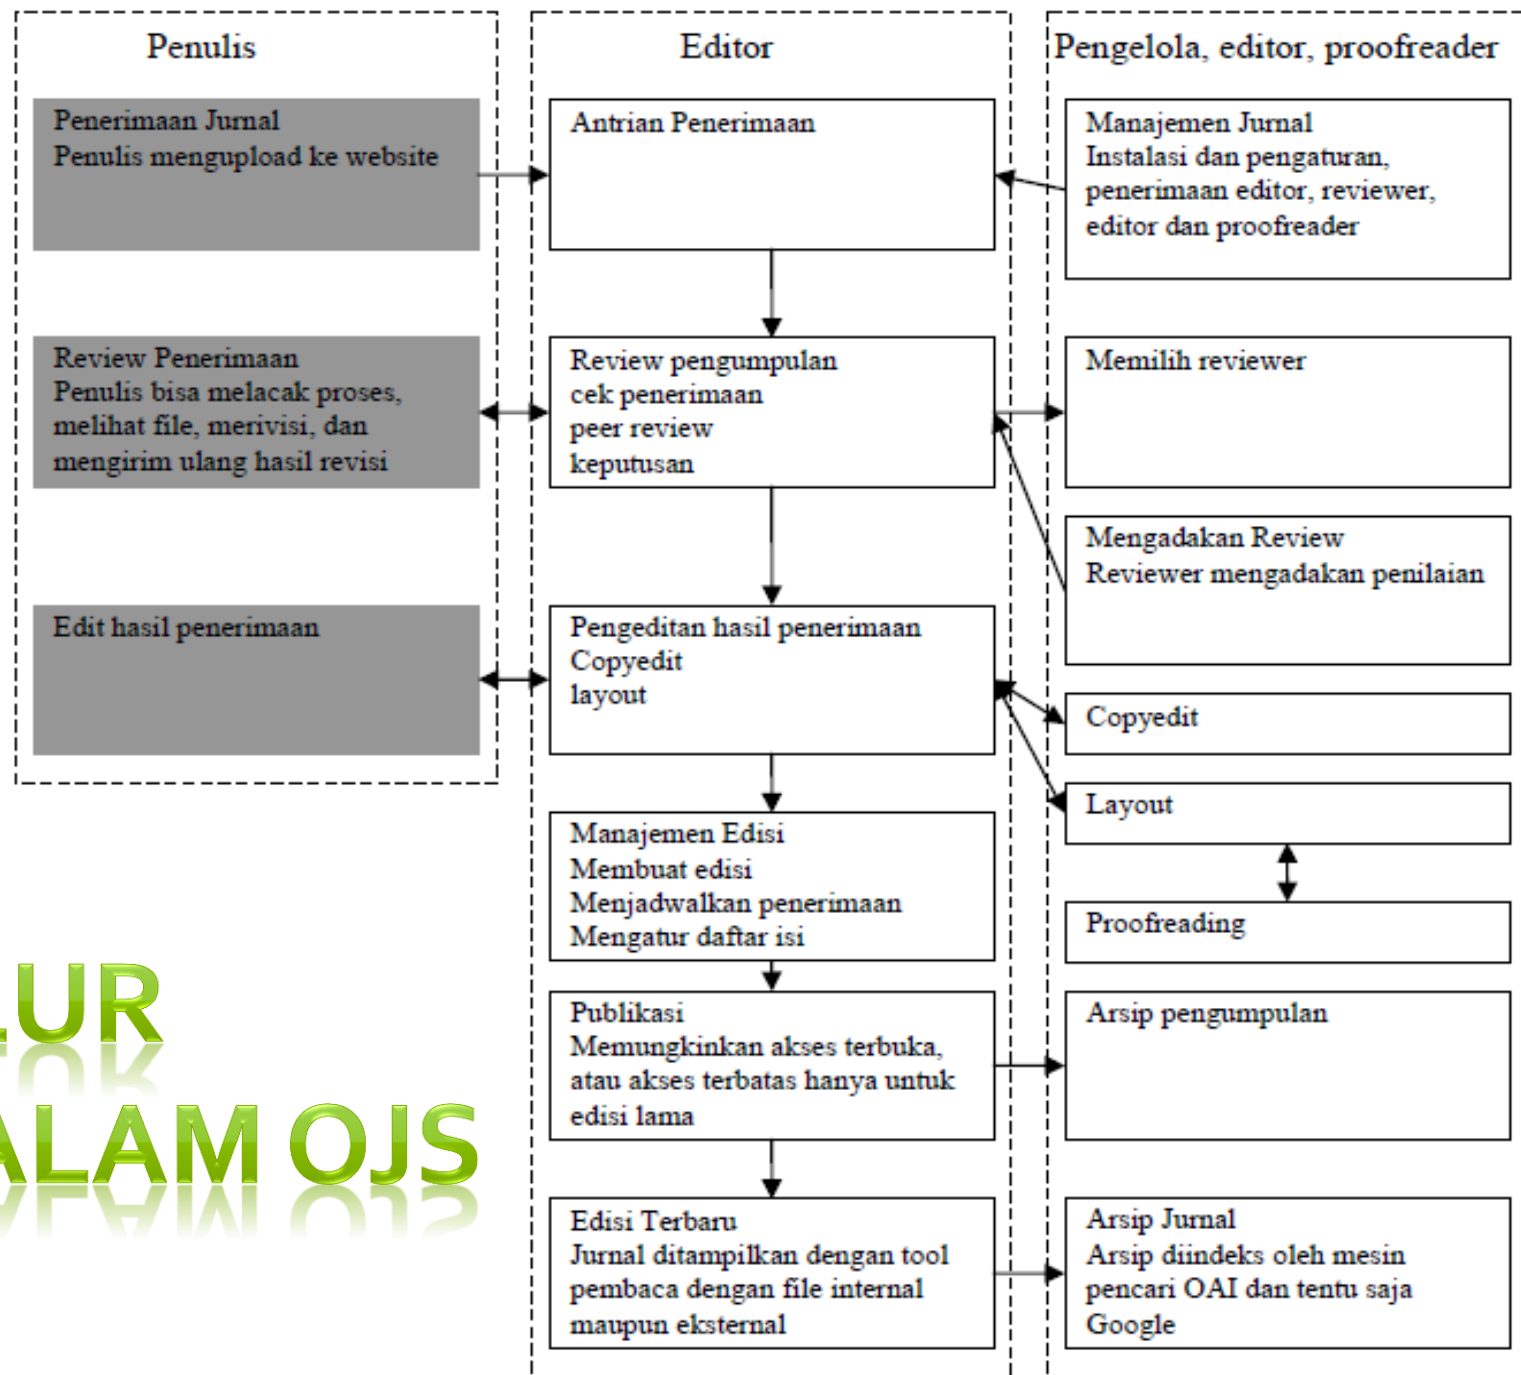 Penulis
Penerimaan Jurnal
Penulis mengupload ke website
Review Penerimaan
Penulis bisa melacak proses,
melihat file, merivisi, dan
mengirim ulang hasil revisi
Edit hasil penerimaan
Editor
Antrian Penerimaan
Review pengumpulan
cek penerimaan
peer review
keputusan
Pengeditan hasil penerimaan
Copyedit
layout
Manajemen Edisi
Membuat edisi
Menjadwalkan penerimaan
Mengatur daftar isi
Publikasi
Memungkinkan akses terbuka,
atau akses terbatas hanya untuk
edisi lama
Edisi Terbaru
Jurnal ditampilkan dengan tool
pembaca dengan file internal
maupun eksternal
Pengelola, editor, proofreader
Manajemen Jurnal
Instalasi dan pengaturan,
penerimaan editor, reviewer,
editor dan proofreader
Memilih reviewer
Mengadakan Review
Reviewer mengadakan penilaian
Copyedit
Layout
Proofreading
Arsip pengumpulan
Arsip Jurnal
Arsip diindeks oleh mesin
pencari OAI dan tentu saja
Google
LUR
ALAM OJS